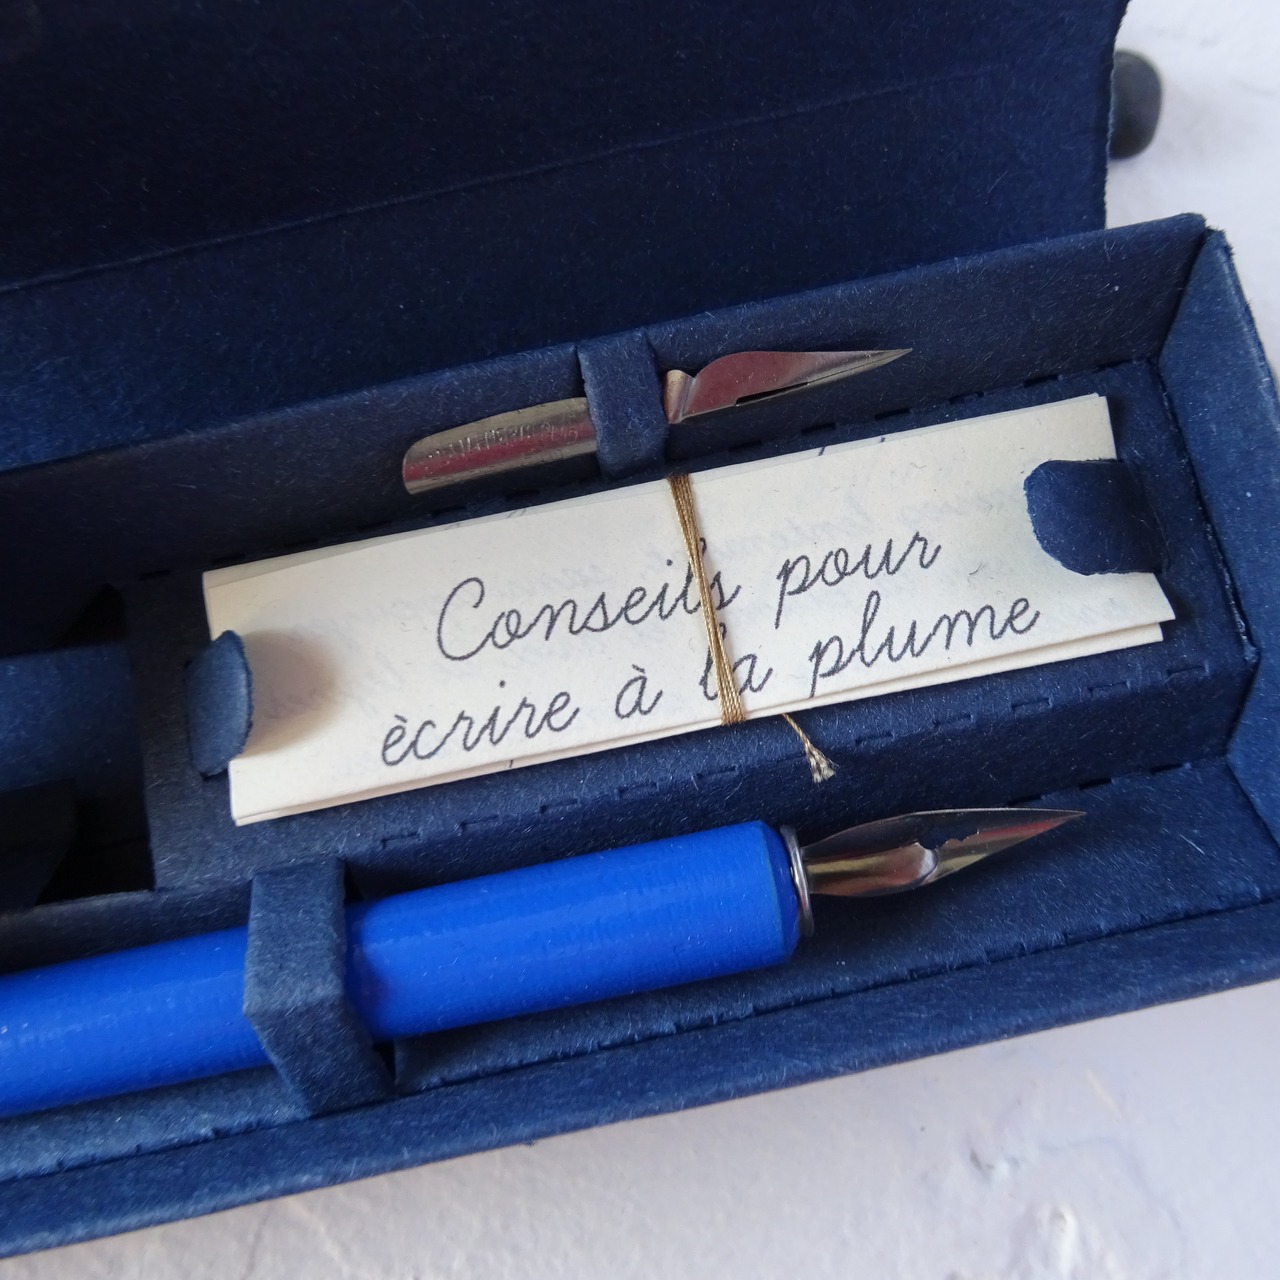 Conseils pour
ècrire à la plume